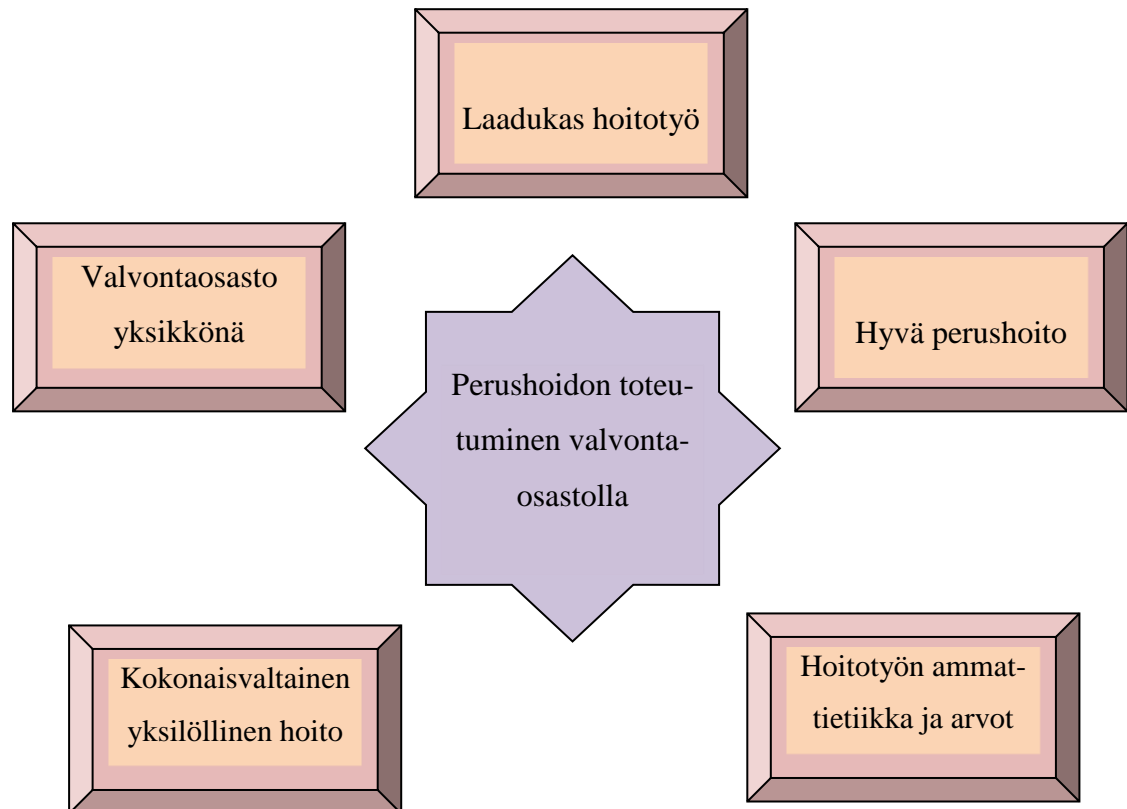 Laadukas hoitotyö
Valvontaosasto
yksikkönä
Hyvä perushoito
Perushoidon toteu-
tuminen valvonta-
osastolla
Kokonaisvaltainen
yksilöllinen hoito
Hoitotyön ammat-
tietiikka ja arvot